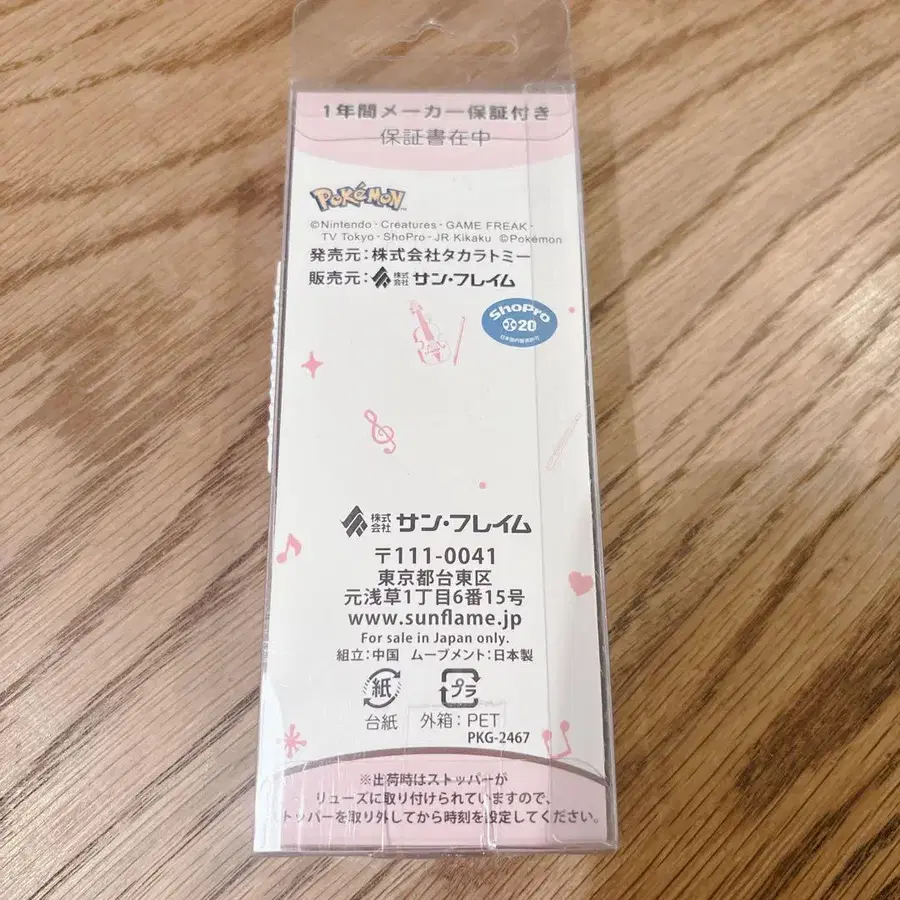 1年間メーカー保証付き
保証書在中
POKéMON™
©Nintendo・Creatures・GAME FREAK・
TV Tokyo・ShoPro・JR Kikaku ©Pokémon
発売元：株式会社タカラトミー
販売元：株式会社サン・フレイム
ShoPro
20
株式会社サン・フレイム
〒111-0041
東京都台東区
元浅草1丁目6番15号
www.sunflame.jp
For sale in Japan only.
組立：中国 ムーブメント：日本製
紙 プラ
台紙 外箱：PET
PKG-2467
※出荷時はストッパーが
リューズに取り付けられていますので、
ストッパーを取り外してから時刻を設定してください。